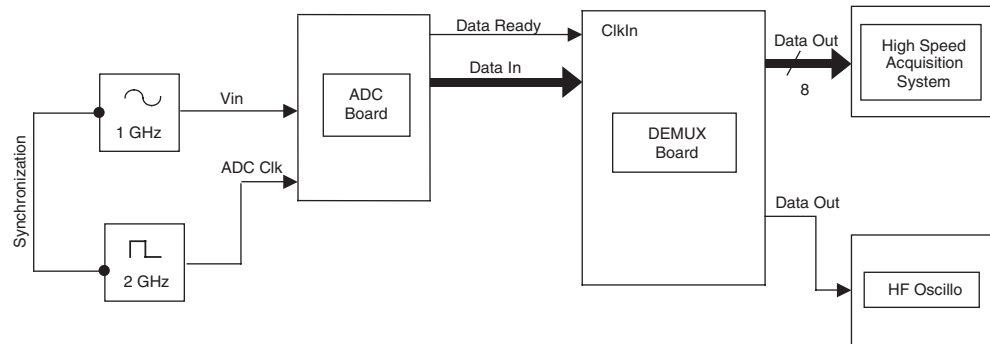 Data Ready
ClkIn
Data Out
High Speed
Acquisition
System
Data In
8
ADC
Board
Vin
1 GHz
DEMUX
Board
ADC Clk
Synchronization
Data Out
2 GHz
HF Oscillo